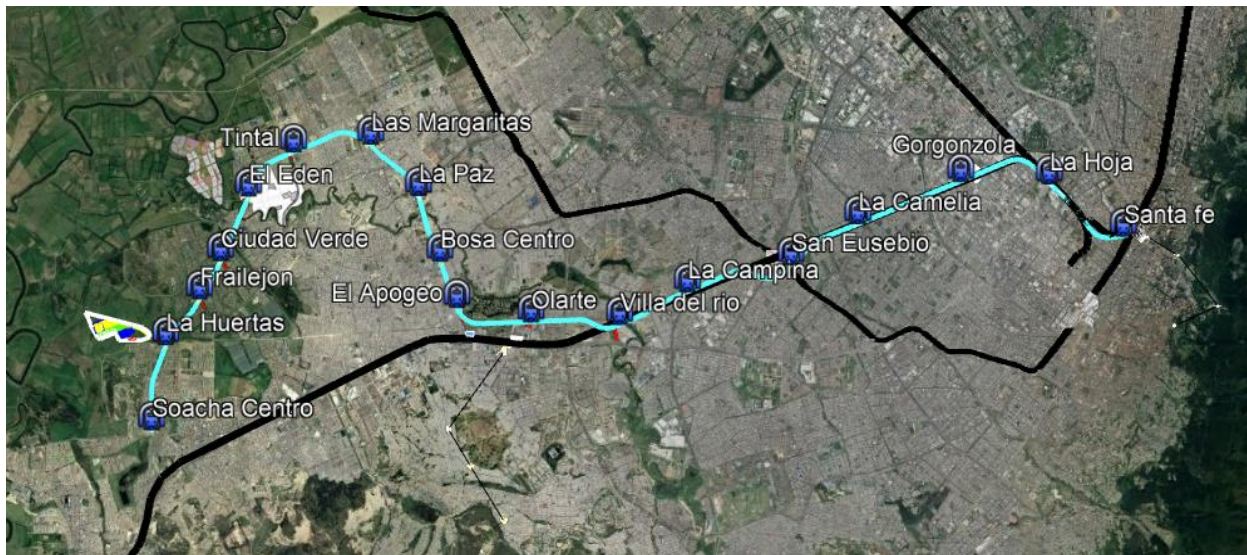 Tintal
Las Margaritas
El Eden
La Paz
Ciudad Verde
Bosa Centro
Frailejon
El Apogeo
Olarte
Villa del rio
La Huertas
Soacha Centro
La Campina
San Eusebio
La Camelia
Gorgonzola
La Hoja
Santa fe